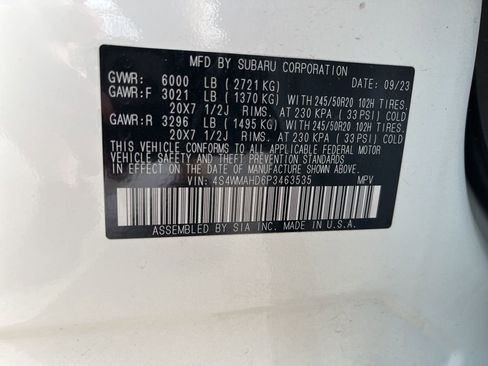 MFD BY SUBARU CORPORATION
DATE: 09/23
GVWR: 6000 LB (2721 KG)
GAWR:F 3021 LB (1370 KG) WITH 245/50R20 102H TIRES.
20X7 1/2J RIMS. AT 230 KPA (33 PSI) COLD
GAWR:R 3296 LB (1495 KG) WITH 245/50R20 102H TIRES.
20X7 1/2J RIMS. AT 230 KPA (33 PSI) COLD
THIS VEHICLE CONFORMS TO ALL APPLICABLE FEDERAL MOTOR
VEHICLE SAFETY AND THEFT PREVENTION STANDARDS
IN EFFECT ON THE DATE OF MANUFACTURE SHOWN ABOVE.
VIN: 4S4WMAHD6P3463535 MPV
ASSEMBLED BY SIA INC. MADE IN U.S.A.